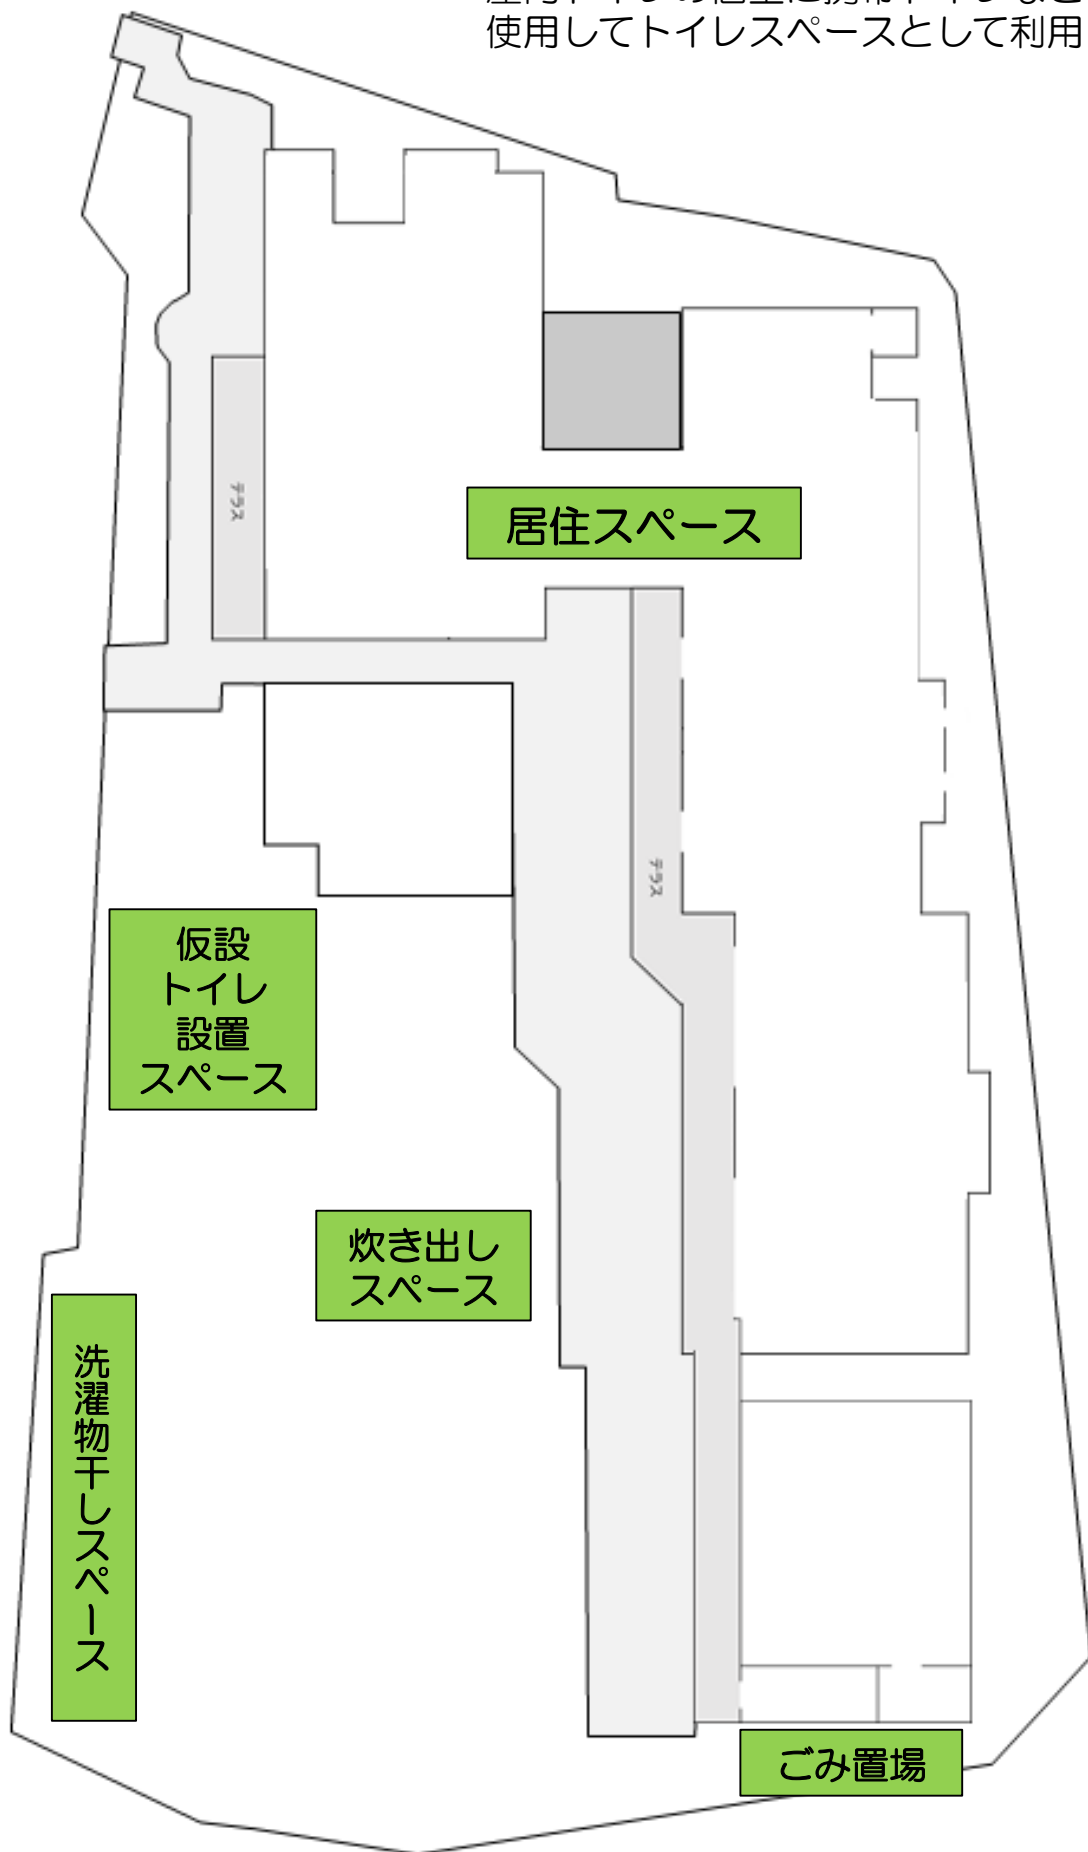 使用してトイレスペースとして利用
テラス
居住スペース
テラス
仮設
トイレ
設置
スペース
炊き出し
スペース
洗濯物干しスペース
ごみ置場